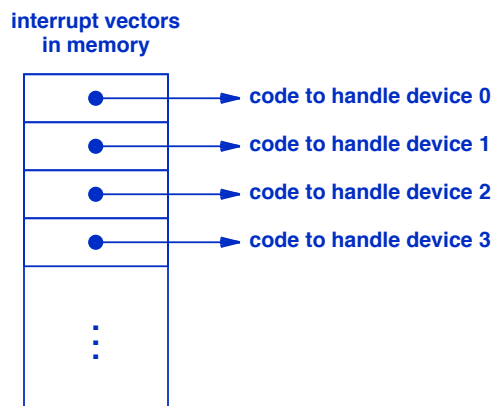 interrupt vectors
in memory
code to handle device 0
code to handle device 1
code to handle device 2
code to handle device 3